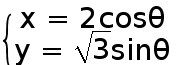 x = 2cosθ
y = √3sinθ